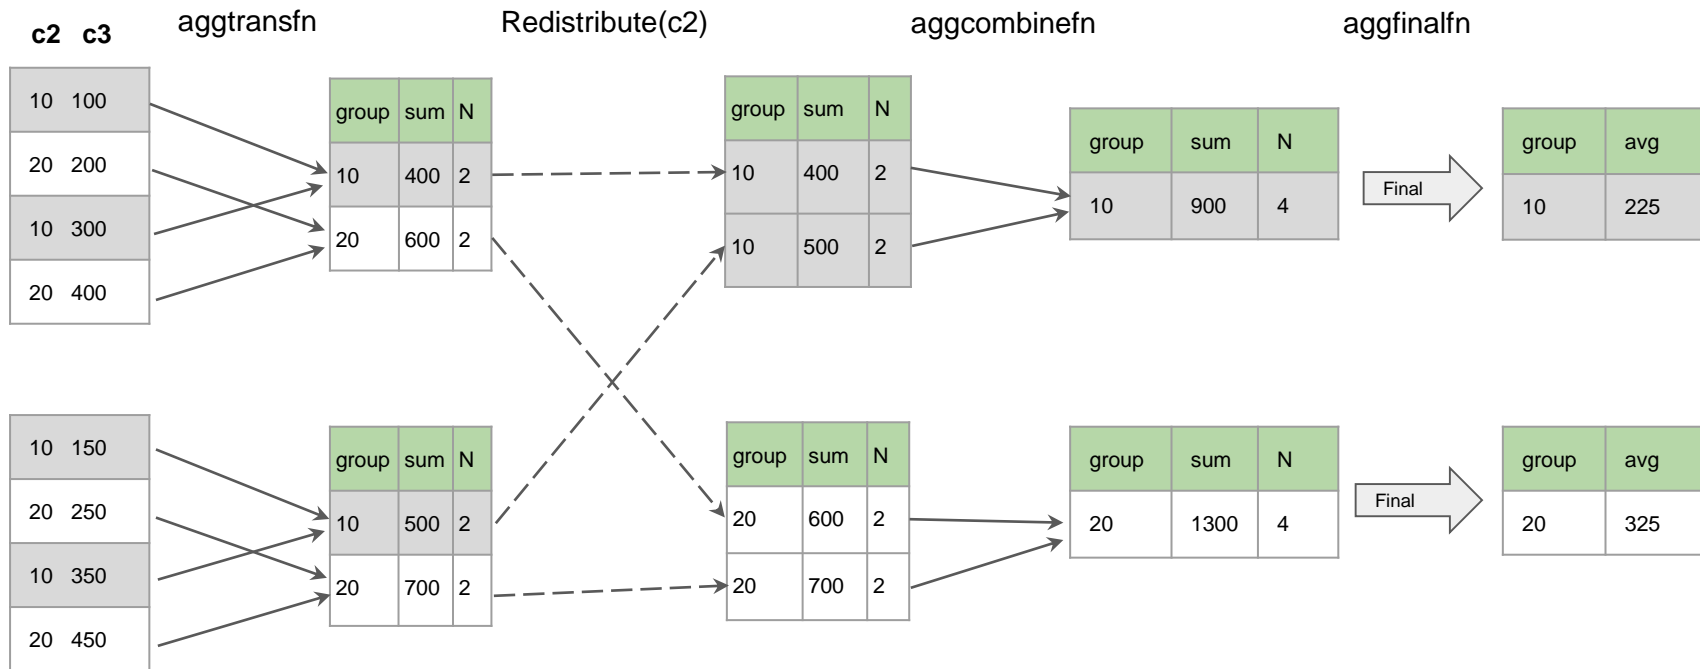 aggtransfn
Redistribute(c2)
aggcombinefn
aggfinalfn
c2 c3
10 100
20 200
10 300
20 400
group sum N
10 400 2
20 600 2
group sum N
10 400 2
10 500 2
group sum N
10 900 4
Final
group avg
10 225
10 150
20 250
10 350
20 450
group sum N
10 500 2
20 700 2
group sum N
20 600 2
20 700 2
group sum N
20 1300 4
Final
group avg
20 325